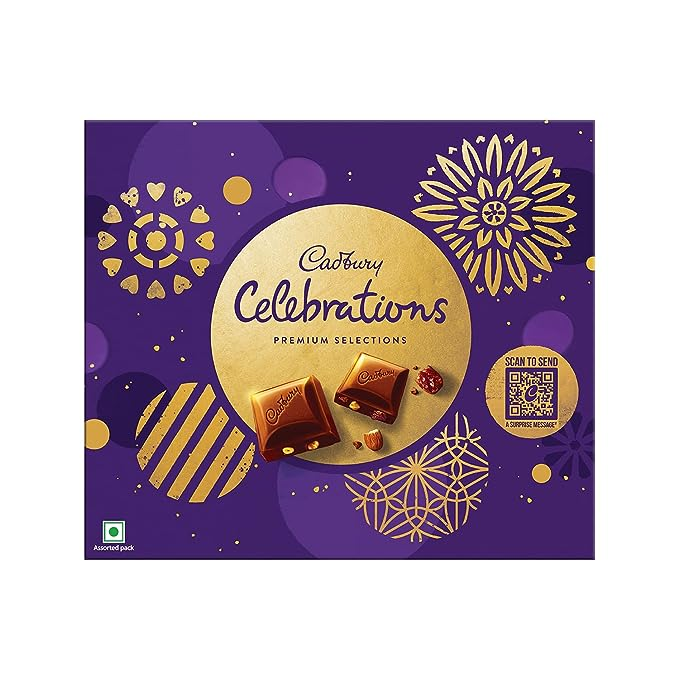 Cadbury
Celebrations
PREMIUM SELECTIONS
Cadbury
Cadbury
SCAN TO SEND
A SURPRISE MESSAGE*
Assorted pack